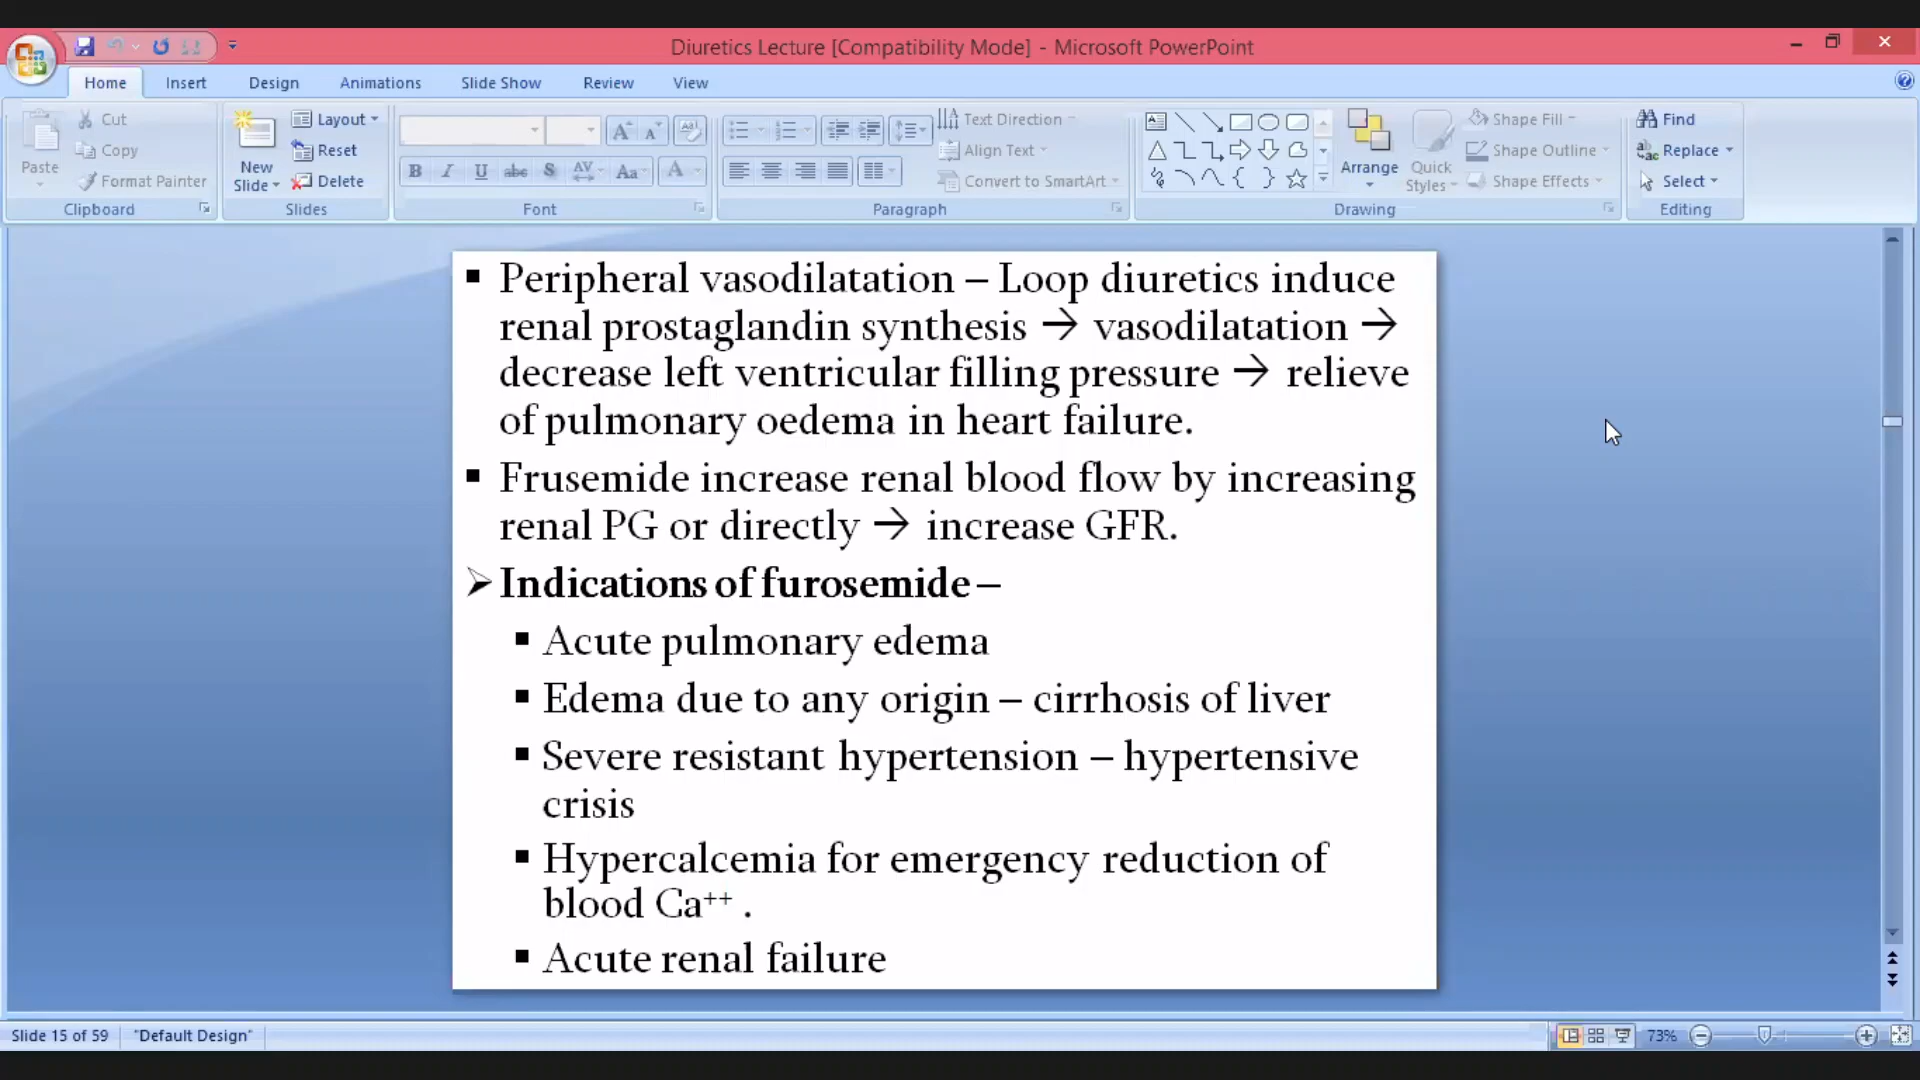 Diuretics Lecture [Compatibility Mode] - Microsoft PowerPoint
Home Insert Design Animations Slide Show Review View
Paste
Cut
Copy
Format Painter
Clipboard
New
Slide
Layout
Reset
Delete
Slides
B I U abc S AV Aa A
Font
Text Direction
Align Text
Convert to SmartArt
Paragraph
Arrange
Quick
Styles
Shape Fill
Shape Outline
Shape Effects
Drawing
Find
Replace
Select
Editing
▪ Peripheral vasodilatation – Loop diuretics induce
renal prostaglandin synthesis → vasodilatation →
decrease left ventricular filling pressure → relieve
of pulmonary oedema in heart failure.
▪ Frusemide increase renal blood flow by increasing
renal PG or directly → increase GFR.
➢ Indications of furosemide –
▪ Acute pulmonary edema
▪ Edema due to any origin – cirrhosis of liver
▪ Severe resistant hypertension – hypertensive
crisis
▪ Hypercalcemia for emergency reduction of
blood Ca⁺⁺ .
▪ Acute renal failure
Slide 15 of 59 "Default Design" 73%